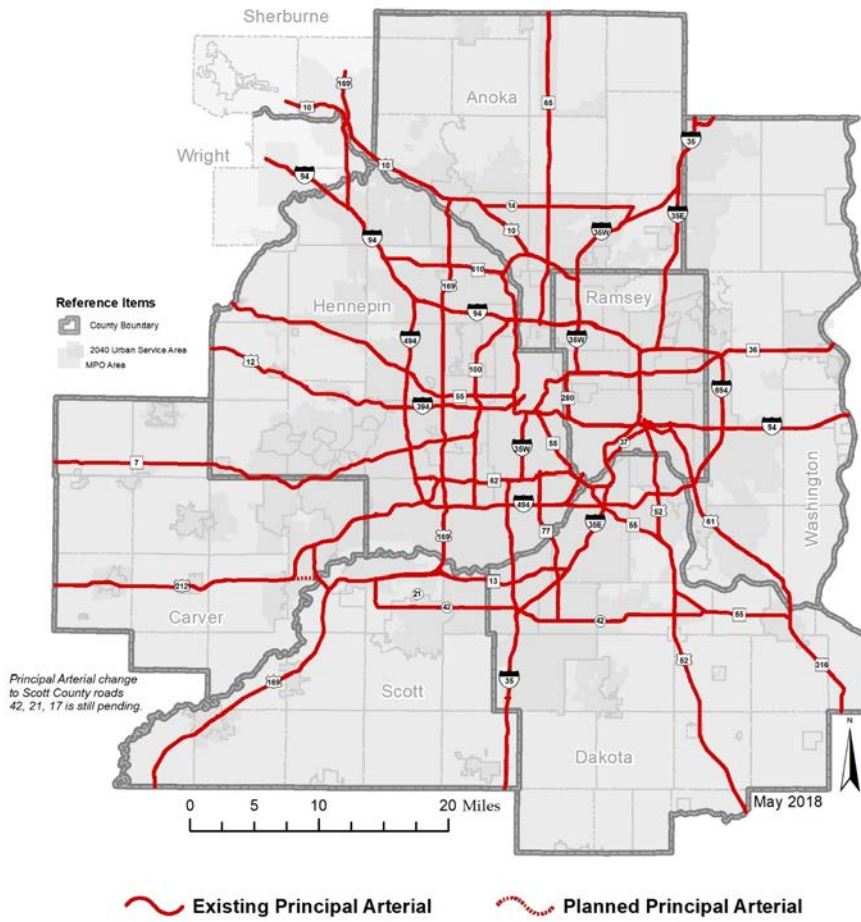 Sherburne
169
65
Anoka
10
35
Wright
94
10
14
35E
10
35W
94
610
Reference Items
County Boundary
2040 Urban Service Area
MPO Area
Hennepin
169
Ramsey
94
494
35W
12
100
36
55
394
280
694
94
35W
55
7
62
494
77
35E
55
52
61
Washington
169
13
212
21
42
Carver
42
55
52
316
Principal Arterial change
to Scott County roads
42, 21, 17 is still pending.
169
Scott
35
Dakota
N
May 2018
0 5 10 20 Miles
Existing Principal Arterial
Planned Principal Arterial